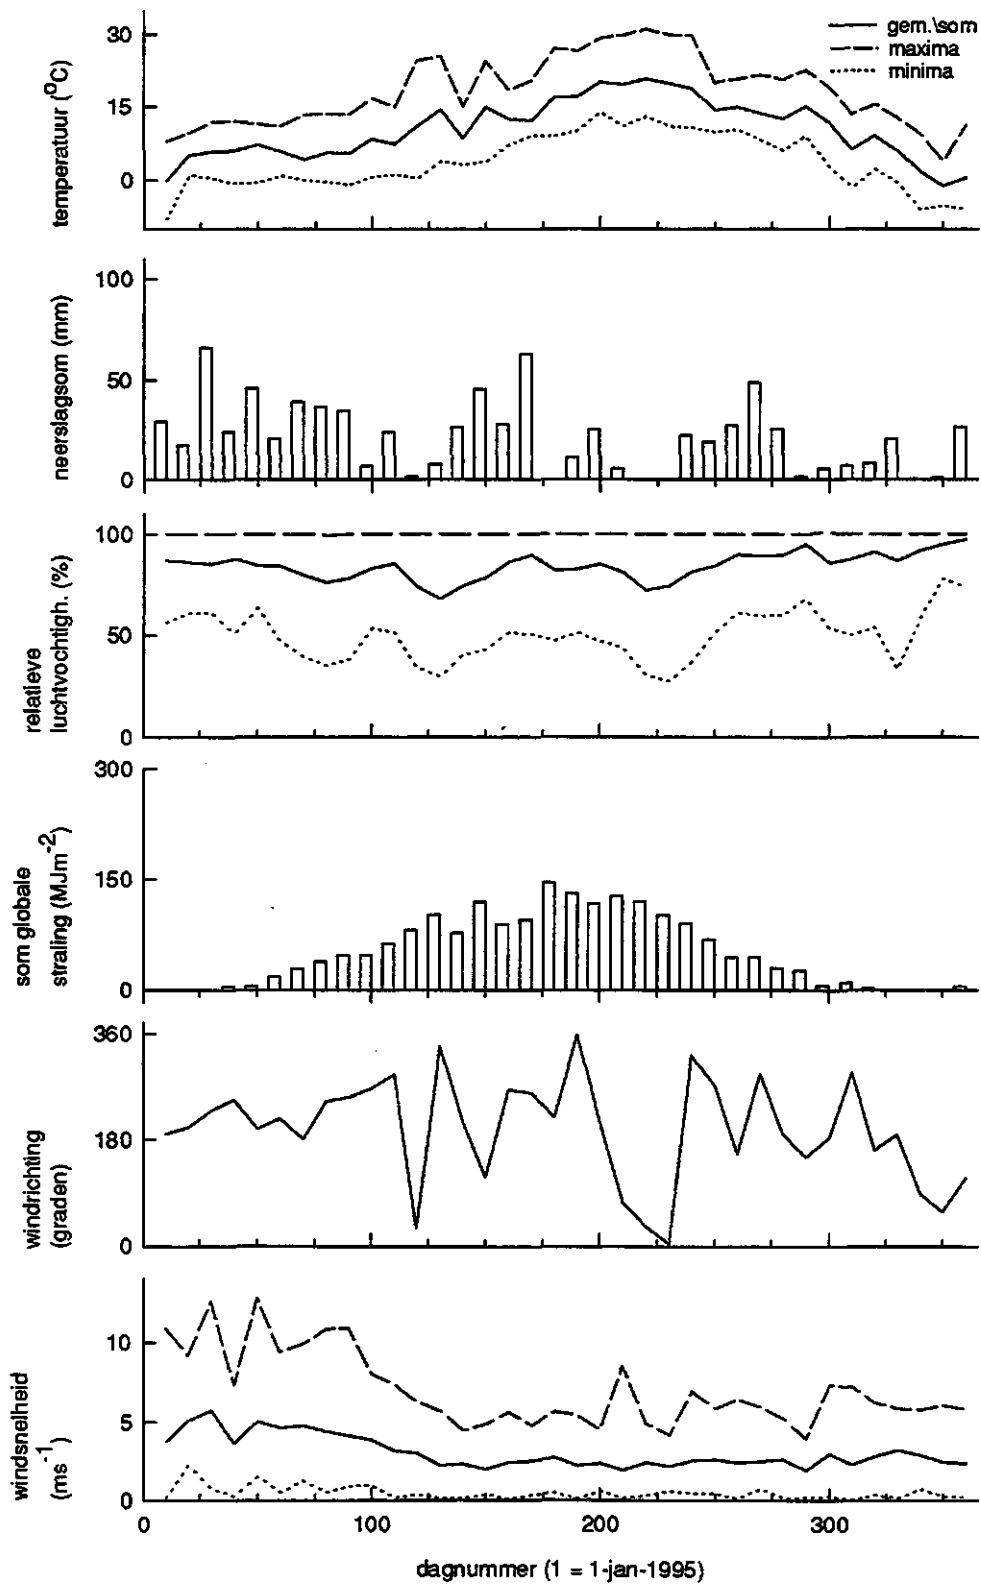 gem.\som
maxima
minima
30
15
0
temperatuur (°C)
100
50
0
neerslagsom (mm)
100
50
0
relatieve
luchtvochtigh. (%)
300
150
0
som globale
straling (MJm-2)
360
180
0
windrichting
(graden)
10
5
0
windsnelheid
(ms-1)
0 100 200 300
dagnummer (1 = 1-jan-1995)